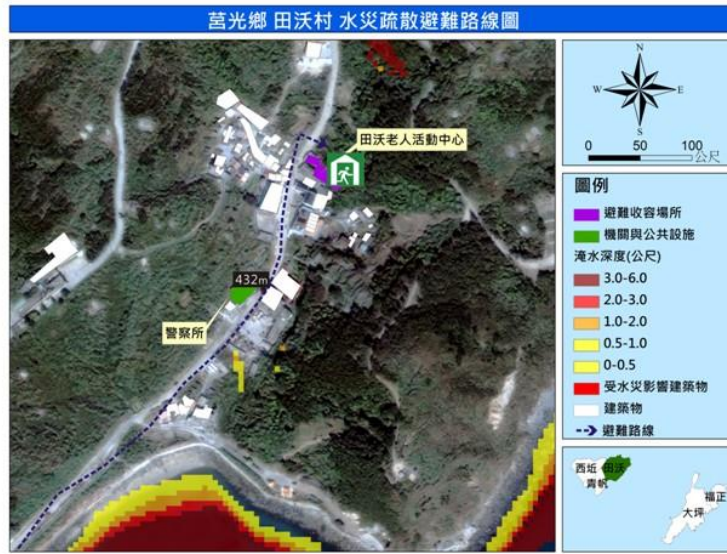 莒光鄉 田沃村 水災疏散避難路線圖
田沃老人活動中心
432m
警察所
N
W
E
S
0 50 100
公尺
圖例
避難收容場所
機關與公共設施
淹水深度(公尺)
3.0-6.0
2.0-3.0
1.0-2.0
0.5-1.0
0-0.5
受水災影響建築物
建築物
避難路線
西坵 田沃
青帆
福正
大坪